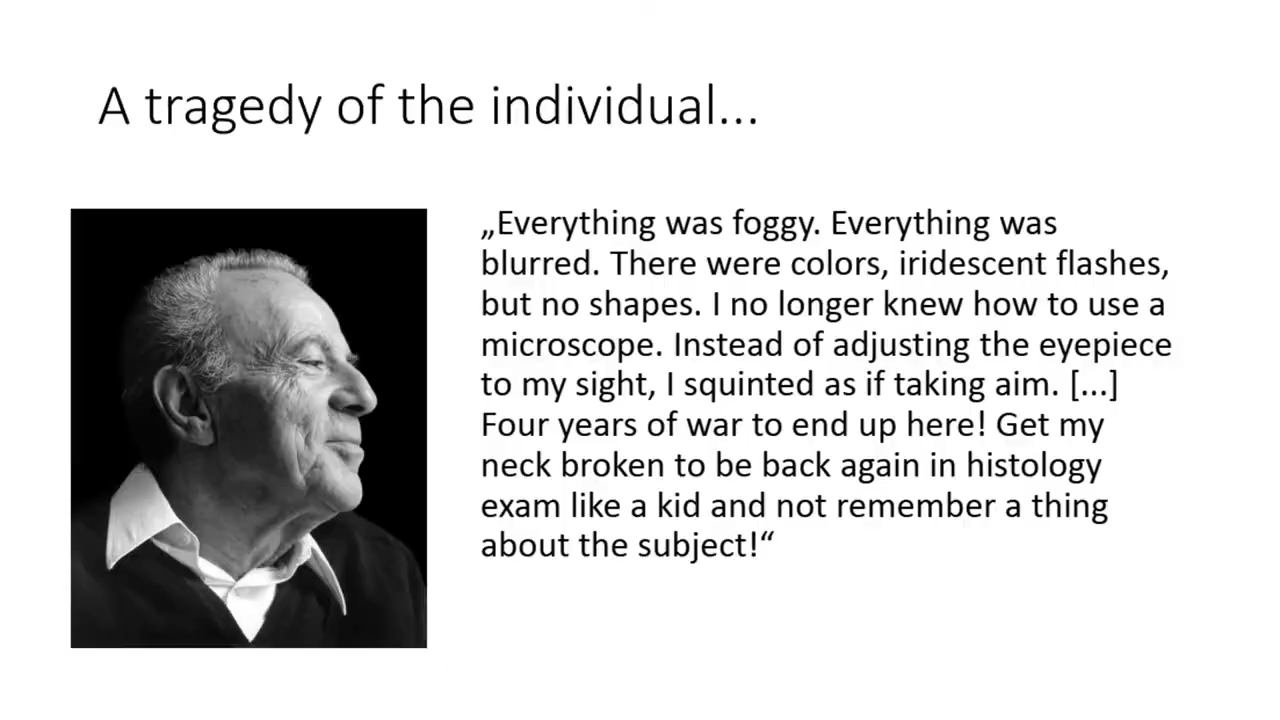 A tragedy of the individual...
„Everything was foggy. Everything was
blurred. There were colors, iridescent flashes,
but no shapes. I no longer knew how to use a
microscope. Instead of adjusting the eyepiece
to my sight, I squinted as if taking aim. [...]
Four years of war to end up here! Get my
neck broken to be back again in histology
exam like a kid and not remember a thing
about the subject!“